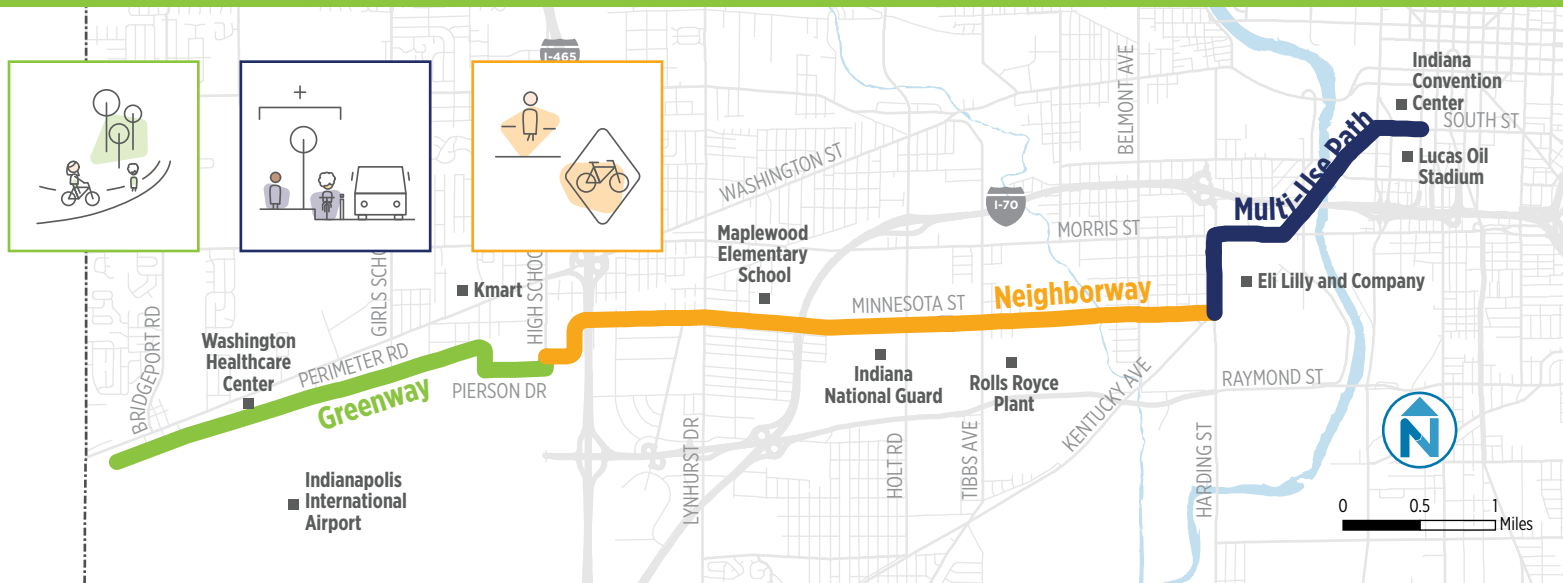 I-465
Indiana
Convention
Center
SOUTH ST
Lucas Oil
Stadium
BELMONT AVE
WASHINGTON ST
Multi-Use Path
I-70
MORRIS ST
Maplewood
Elementary
School
GIRLS SCHO
HIGH SCHOO
Kmart
Eli Lilly and Company
MINNESOTA ST
Neighborway
BRIDGEPORT RD
Washington
Healthcare
Center
PERIMETER RD
Greenway
PIERSON DR
Indiana
National Guard
Rolls Royce
Plant
KENTUCKY AVE
RAYMOND ST
N
Indianapolis
International
Airport
LYNHURST DR
HOLT RD
TIBBS AVE
HARDING ST
0 0.5 1
Miles